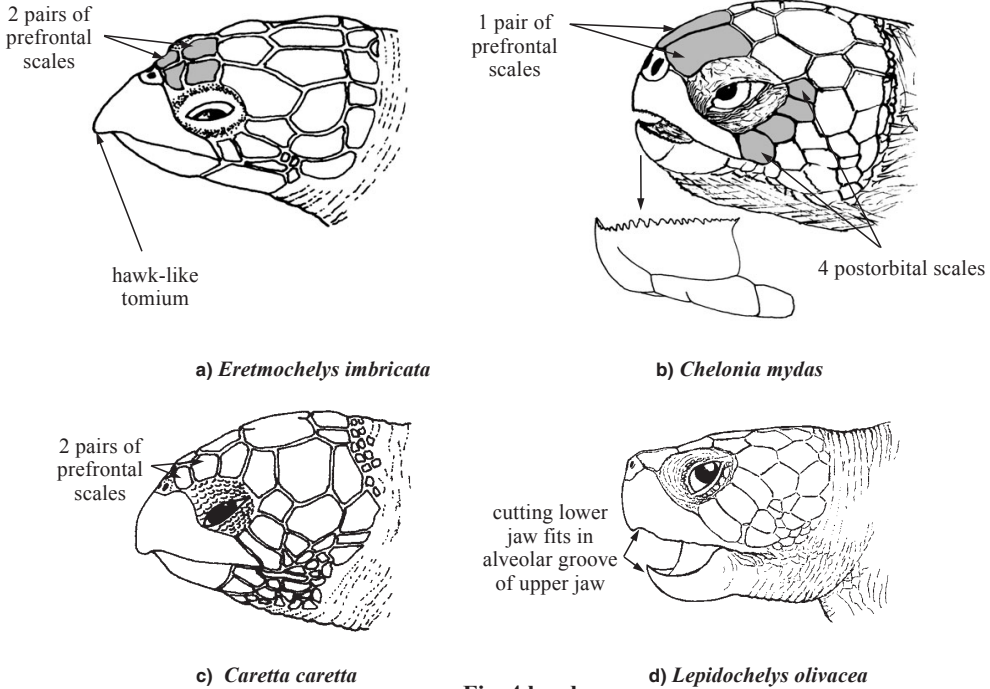 2 pairs of
prefrontal
scales
hawk-like
tomium
a) Eretmochelys imbricata
1 pair of
prefrontal
scales
4 postorbital scales
b) Chelonia mydas
2 pairs of
prefrontal
scales
c) Caretta caretta
cutting lower
jaw fits in
alveolar groove
of upper jaw
d) Lepidochelys olivacea